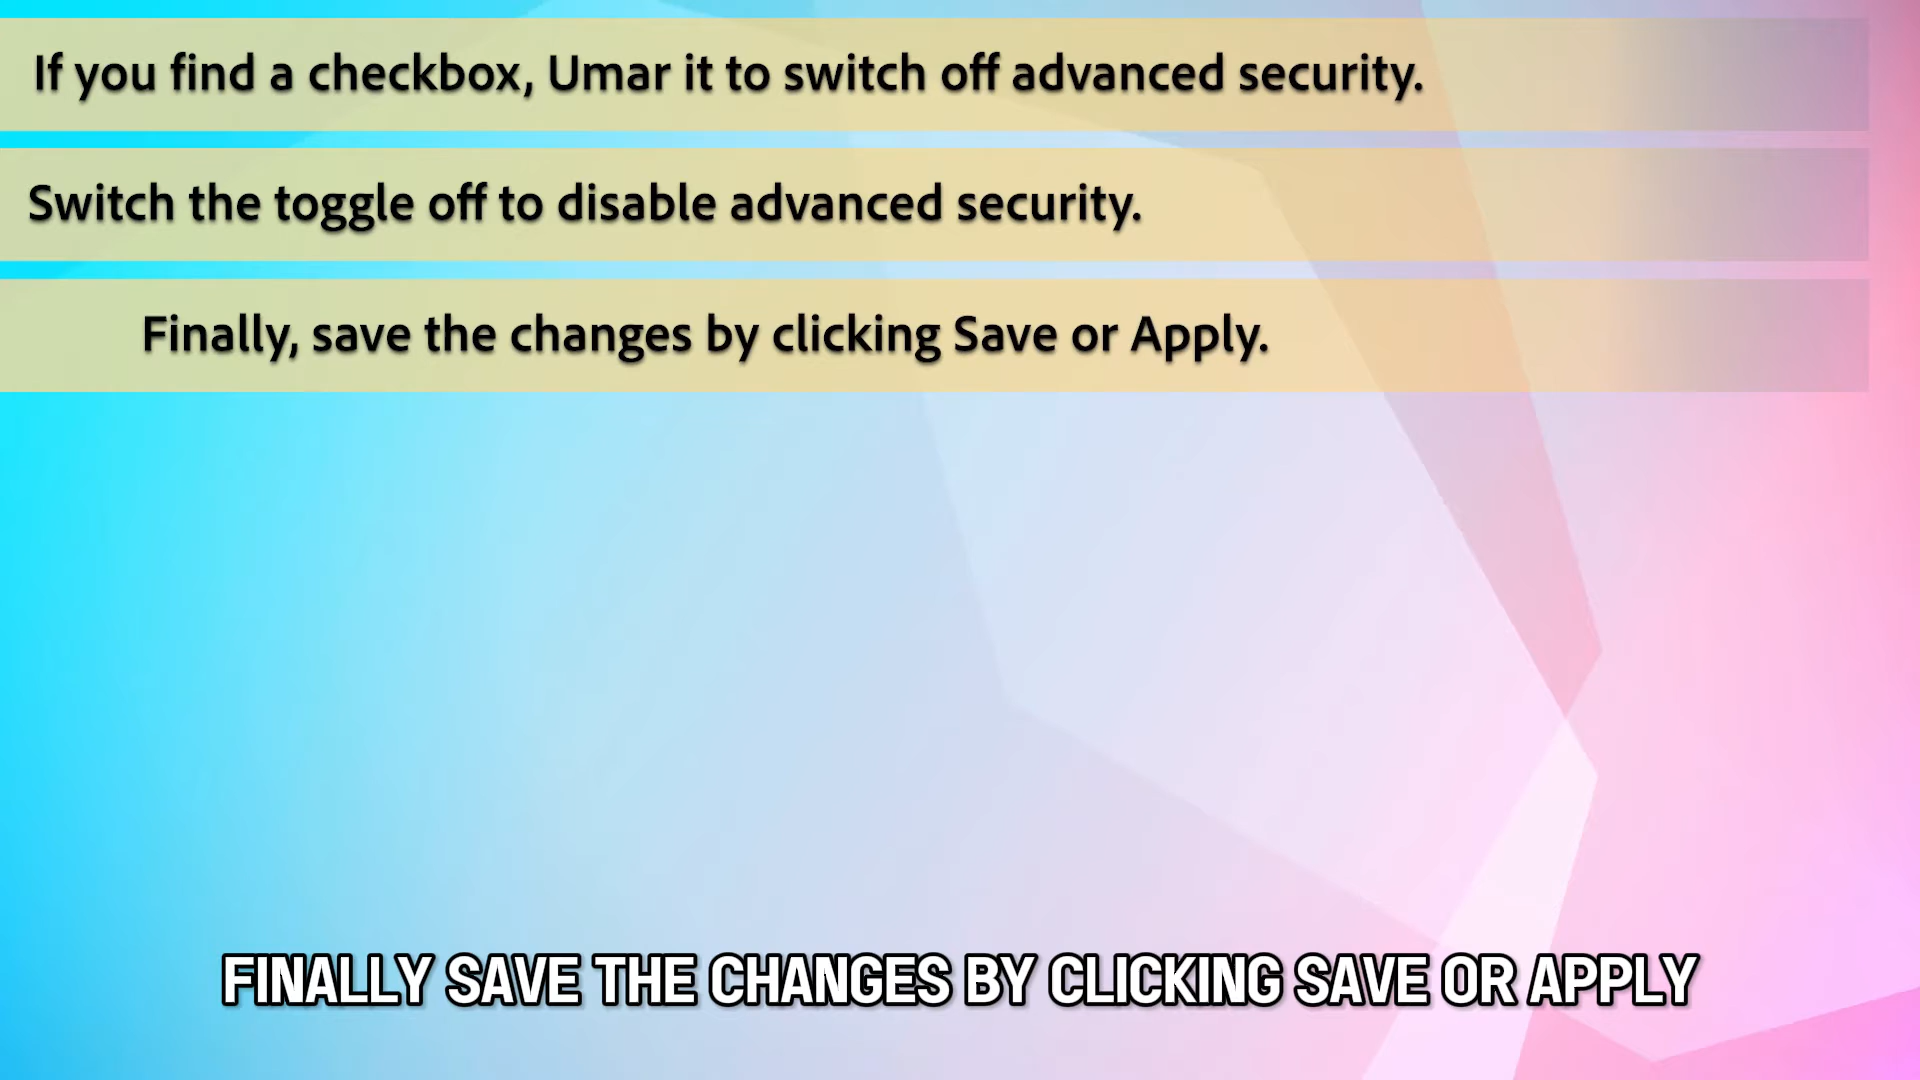 If you find a checkbox, Umar it to switch off advanced security.
Switch the toggle off to disable advanced security.
Finally, save the changes by clicking Save or Apply.
FINALLY SAVE THE CHANGES BY CLICKING SAVE OR APPLY